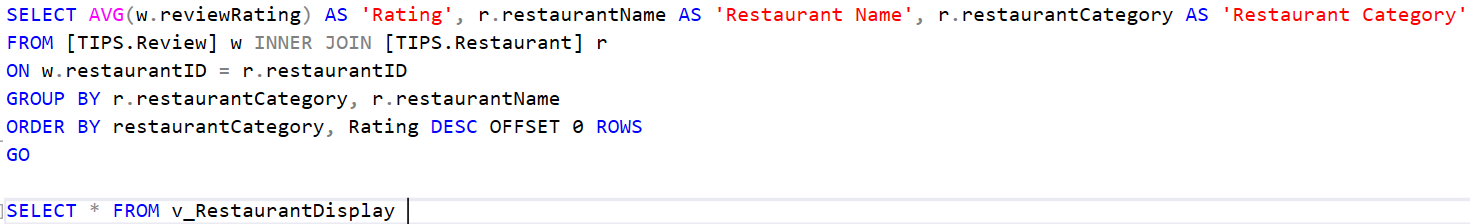 SELECT AVG(w.reviewRating) AS 'Rating', r.restaurantName AS 'Restaurant Name', r.restaurantCategory AS 'Restaurant Category'
FROM [TIPS.Review] w INNER JOIN [TIPS.Restaurant] r
ON w.restaurantID = r.restaurantID
GROUP BY r.restaurantCategory, r.restaurantName
ORDER BY restaurantCategory, Rating DESC OFFSET 0 ROWS
GO
SELECT * FROM v_RestaurantDisplay